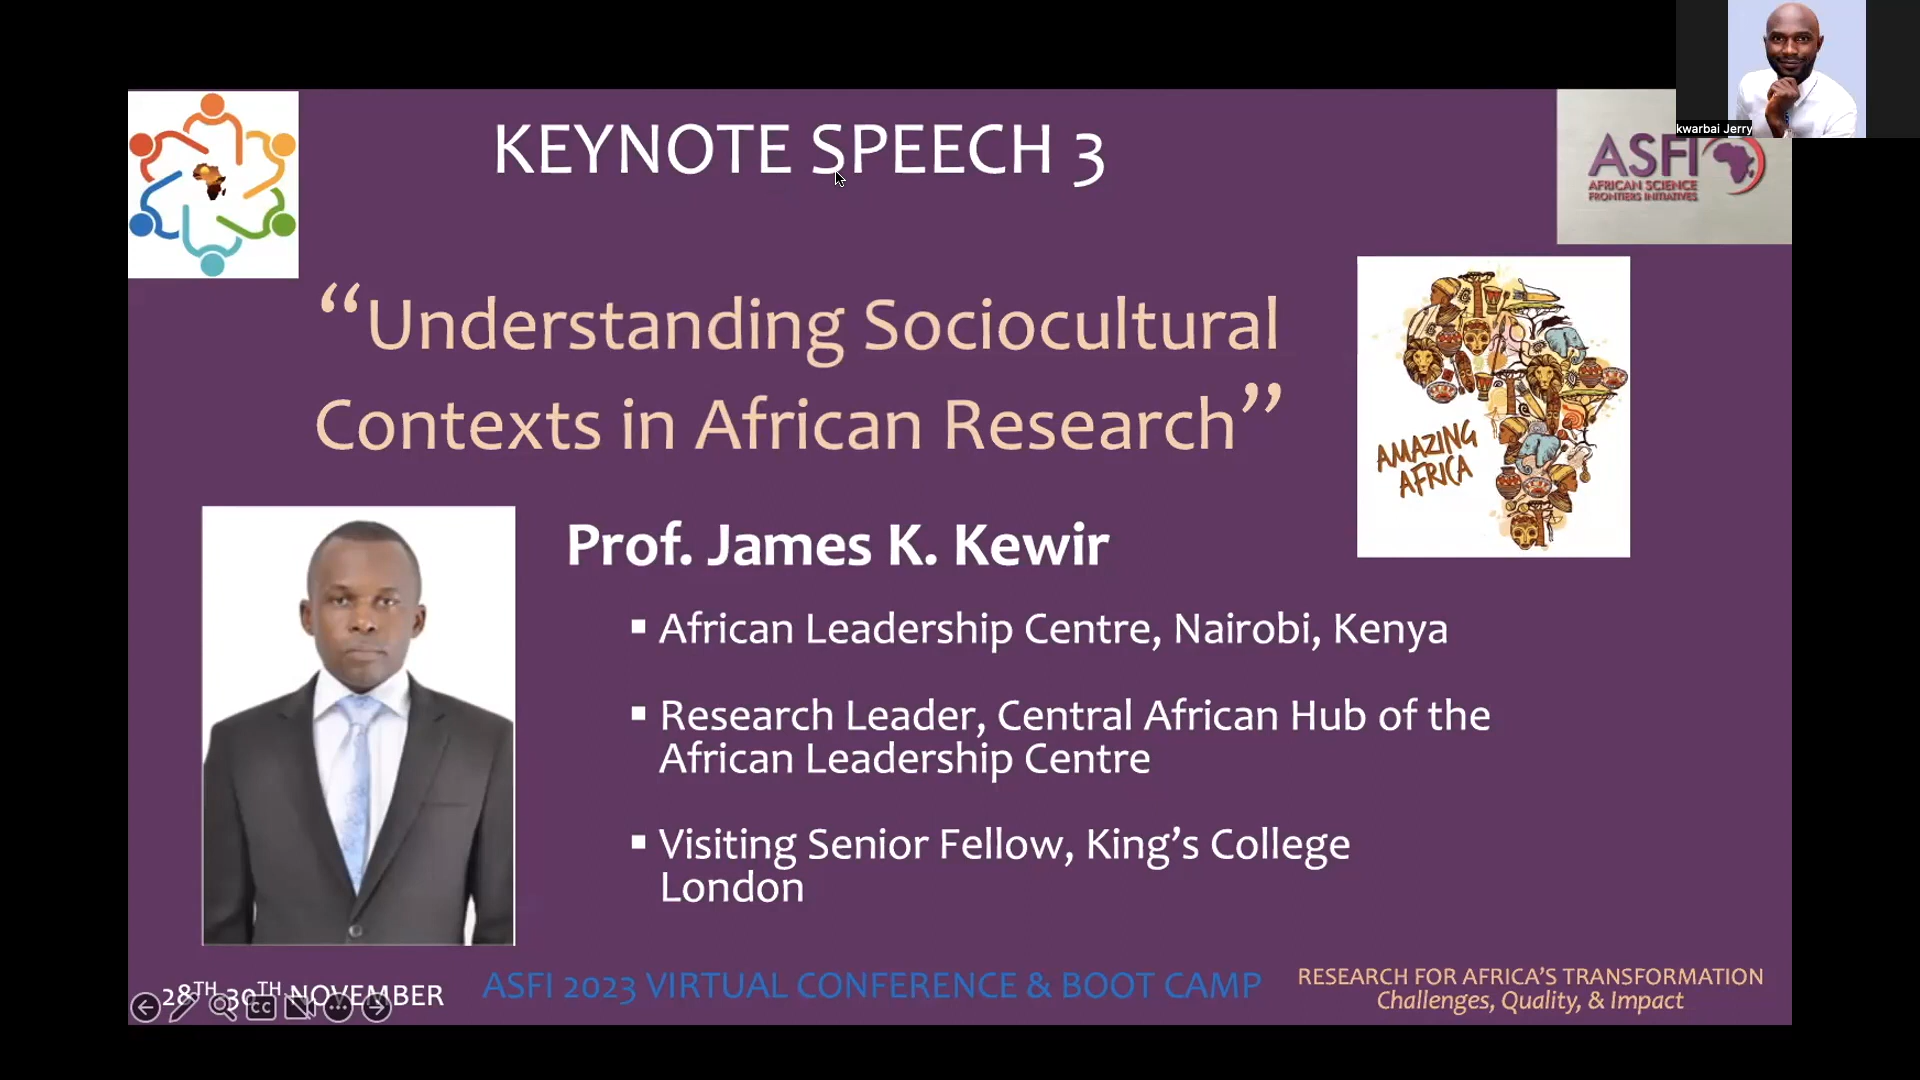 kwarbai Jerry
KEYNOTE SPEECH 3
ASFI
AFRICAN SCIENCE
FRONTIERS INITIATIVES
“Understanding Sociocultural
Contexts in African Research”
AMAZING
AFRICA
Prof. James K. Kewir
▪ African Leadership Centre, Nairobi, Kenya
▪ Research Leader, Central African Hub of the
African Leadership Centre
▪ Visiting Senior Fellow, King’s College
London
28TH-30TH NOVEMBER
CC
ASFI 2023 VIRTUAL CONFERENCE & BOOT CAMP
RESEARCH FOR AFRICA’S TRANSFORMATION
Challenges, Quality, & Impact